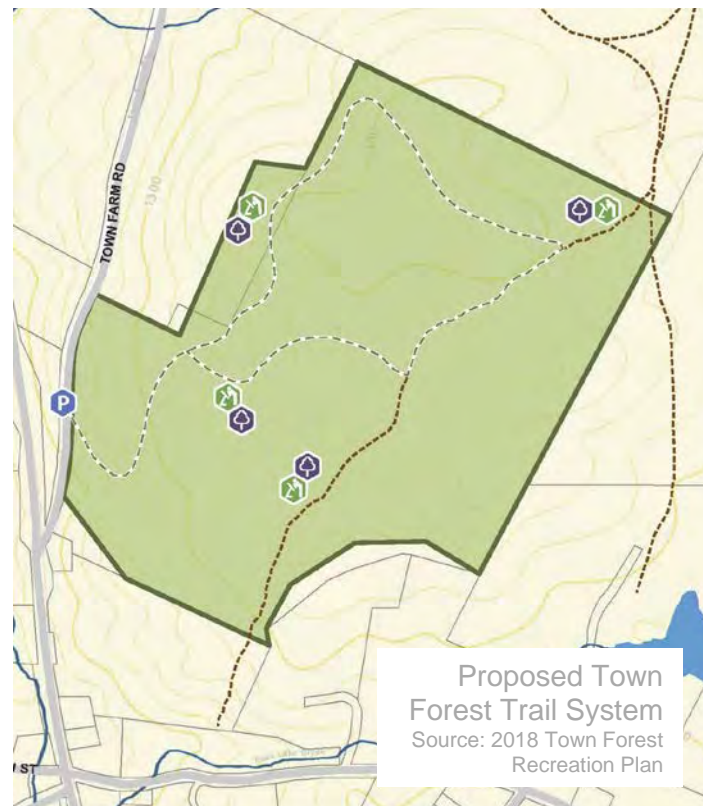 TOWN FARM RD
1300
P
Proposed Town
Forest Trail System
Source: 2018 Town Forest
Recreation Plan
ST